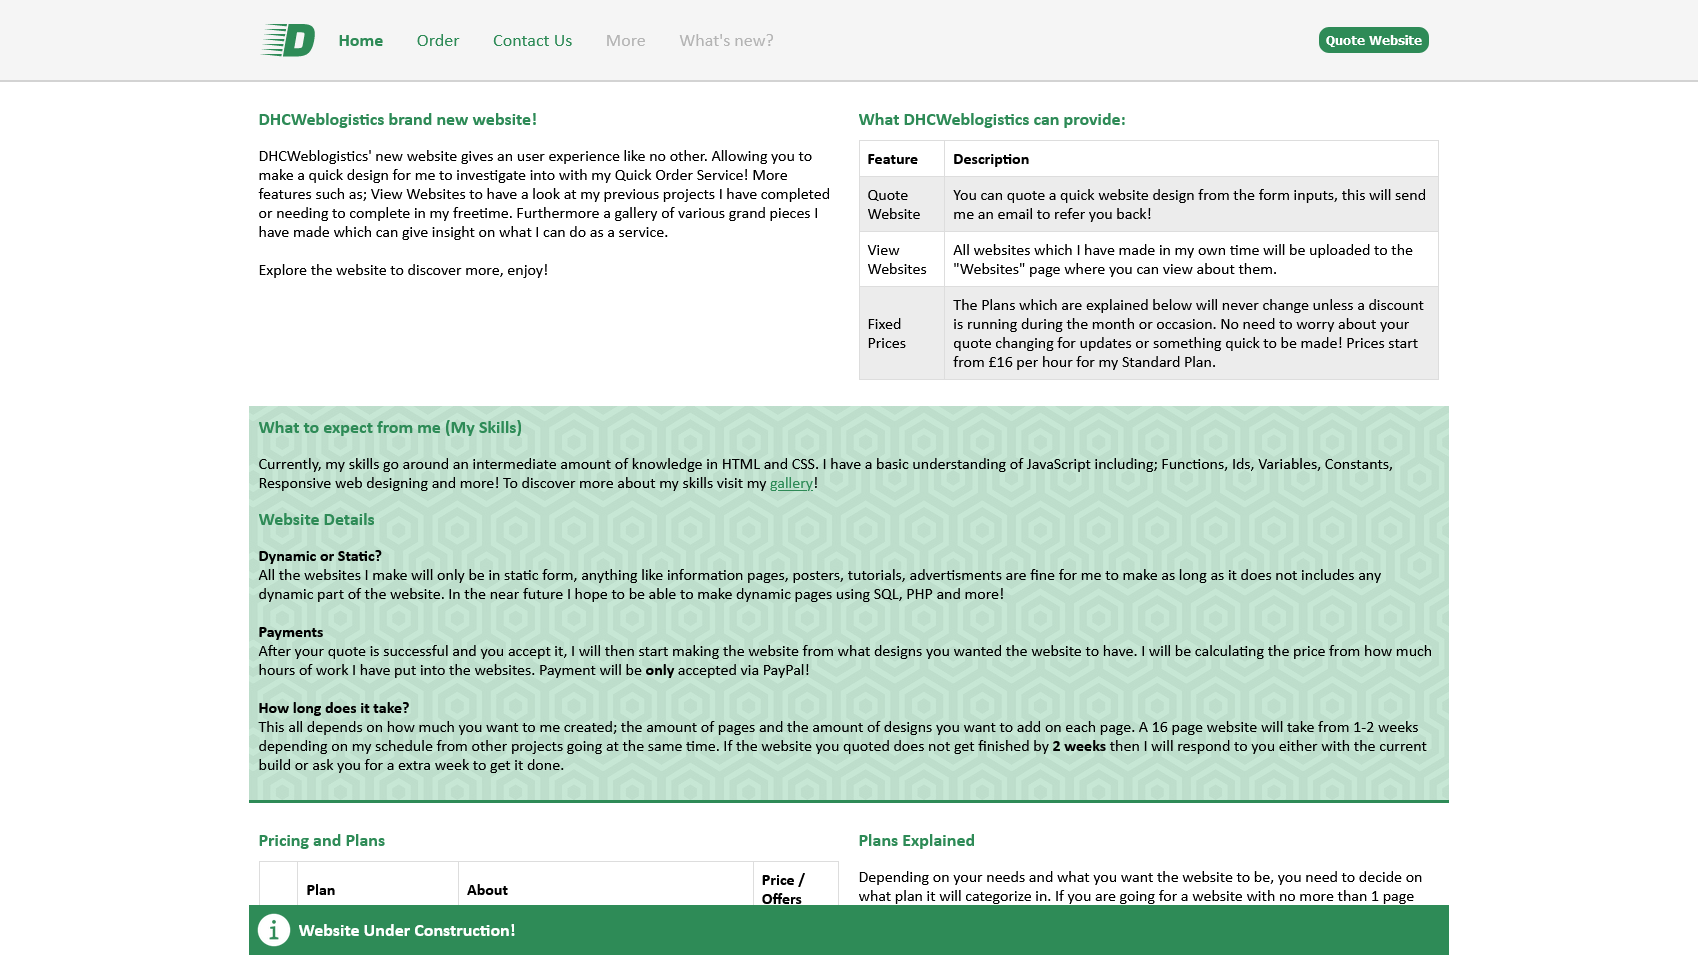 D Home Order Contact Us More What's new? Quote Website
DHCWeblogistics brand new website!
DHCWeblogistics' new website gives an user experience like no other. Allowing you to
make a quick design for me to investigate into with my Quick Order Service! More
features such as; View Websites to have a look at my previous projects I have completed
or needing to complete in my freetime. Furthermore a gallery of various grand pieces I
have made which can give insight on what I can do as a service.
Explore the website to discover more, enjoy!
What DHCWeblogistics can provide:
Feature Description
Quote
Website
You can quote a quick website design from the form inputs, this will send
me an email to refer you back!
View
Websites
All websites which I have made in my own time will be uploaded to the
"Websites" page where you can view about them.
Fixed
Prices
The Plans which are explained below will never change unless a discount
is running during the month or occasion. No need to worry about your
quote changing for updates or something quick to be made! Prices start
from £16 per hour for my Standard Plan.
What to expect from me (My Skills)
Currently, my skills go around an intermediate amount of knowledge in HTML and CSS. I have a basic understanding of JavaScript including; Functions, Ids, Variables, Constants,
Responsive web designing and more! To discover more about my skills visit my gallery!
Website Details
Dynamic or Static?
All the websites I make will only be in static form, anything like information pages, posters, tutorials, advertisments are fine for me to make as long as it does not includes any
dynamic part of the website. In the near future I hope to be able to make dynamic pages using SQL, PHP and more!
Payments
After your quote is successful and you accept it, I will then start making the website from what designs you wanted the website to have. I will be calculating the price from how much
hours of work I have put into the websites. Payment will be only accepted via PayPal!
How long does it take?
This all depends on how much you want to me created; the amount of pages and the amount of designs you want to add on each page. A 16 page website will take from 1-2 weeks
depending on my schedule from other projects going at the same time. If the website you quoted does not get finished by 2 weeks then I will respond to you either with the current
build or ask you for a extra week to get it done.
Pricing and Plans
Plan About Price /
Offers
Plans Explained
Depending on your needs and what you want the website to be, you need to decide on
what plan it will categorize in. If you are going for a website with no more than 1 page
i Website Under Construction!